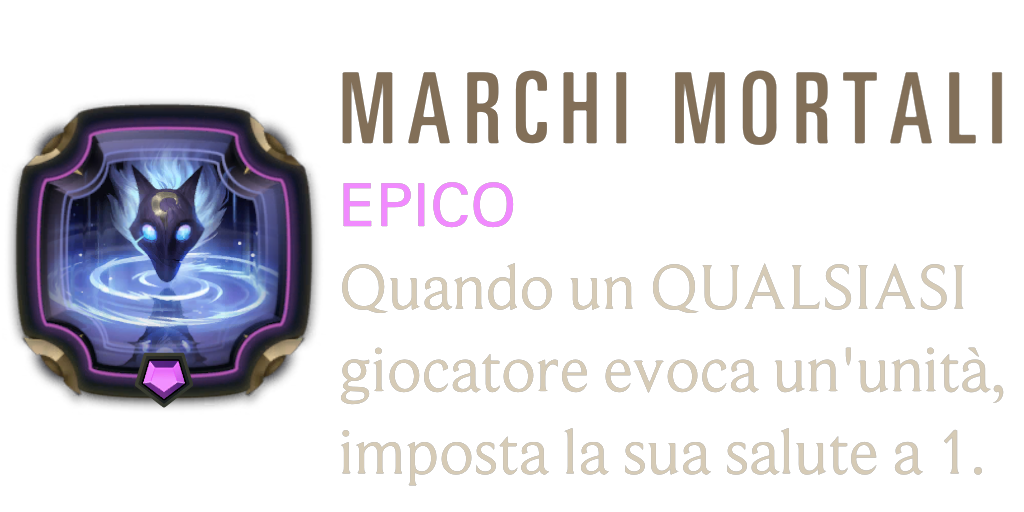 MARCHI MORTALI
EPICO
Quando un QUALSIASI
giocatore evoca un'unità,
imposta la sua salute a 1.